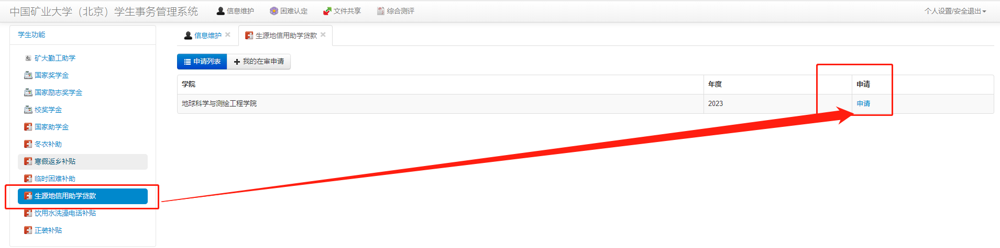 中国矿业大学（北京）学生事务管理系统 信息维护 困难认定 文件共享 综合测评 个人设置/安全退出
学生功能
矿大勤工助学
国家奖学金
国家励志奖学金
校奖学金
国家助学金
冬衣补助
寒假返乡补贴
临时困难补助
生源地信用助学贷款
饮用水洗澡电话补贴
正装补贴
信息维护 生源地信用助学贷款
申请列表 我的在审申请
学院 年度 申请
地球科学与测绘工程学院 2023 申请